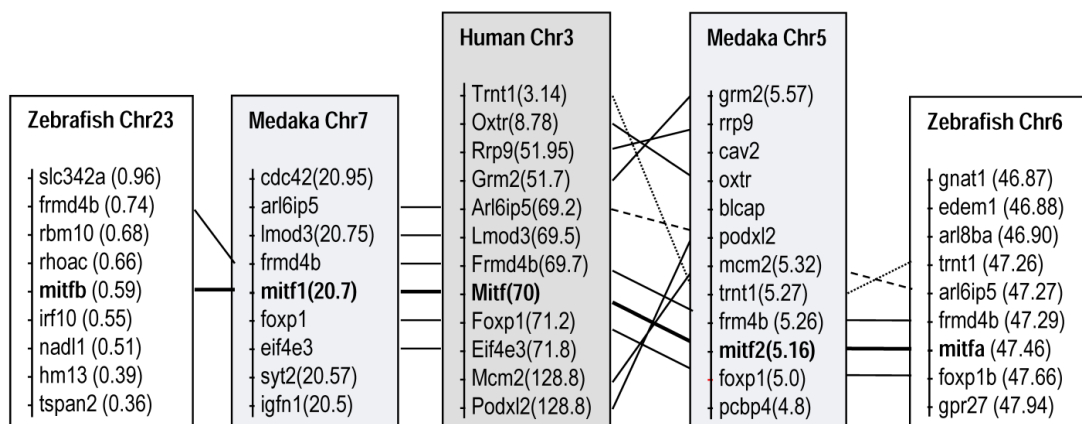 Zebrafish Chr23
slc342a (0.96)
frmd4b (0.74)
rbm10 (0.68)
rhoac (0.66)
mitfb (0.59)
irf10 (0.55)
nadl1 (0.51)
hm13 (0.39)
tspan2 (0.36)
Medaka Chr7
cdc42(20.95)
arl6ip5
lmod3(20.75)
frmd4b
mitf1(20.7)
foxp1
eif4e3
syt2(20.57)
igfn1(20.5)
Human Chr3
Trnt1(3.14)
Oxtr(8.78)
Rrp9(51.95)
Grm2(51.7)
Arl6ip5(69.2)
Lmod3(69.5)
Frmd4b(69.7)
Mitf(70)
Foxp1(71.2)
Eif4e3(71.8)
Mcm2(128.8)
Podxl2(128.8)
Medaka Chr5
grm2(5.57)
rrp9
cav2
oxtr
blcap
podxl2
mcm2(5.32)
trnt1(5.27)
frm4b (5.26)
mitf2(5.16)
foxp1(5.0)
pcbp4(4.8)
Zebrafish Chr6
gnat1 (46.87)
edem1 (46.88)
arl8ba (46.90)
trnt1 (47.26)
arl6ip5 (47.27)
frmd4b (47.29)
mitfa (47.46)
foxp1b (47.66)
gpr27 (47.94)